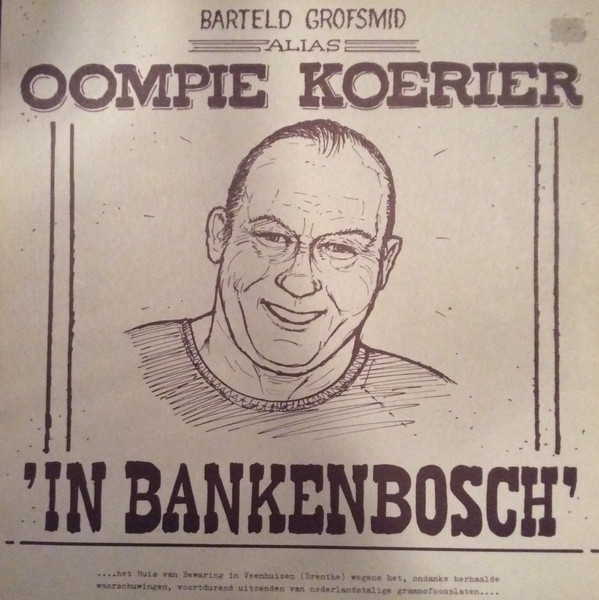 BARTELD GROFSMID
ALIAS
OOMPIE KOERIER
'IN BANKENBOSCH'
....het Huis van Bewaring in Veenhuizen (Drenthe) wegens het, ondanks herhaalde
waarschuwingen, voortdurend uitzenden van nederlandstalige grammofoonplaten....